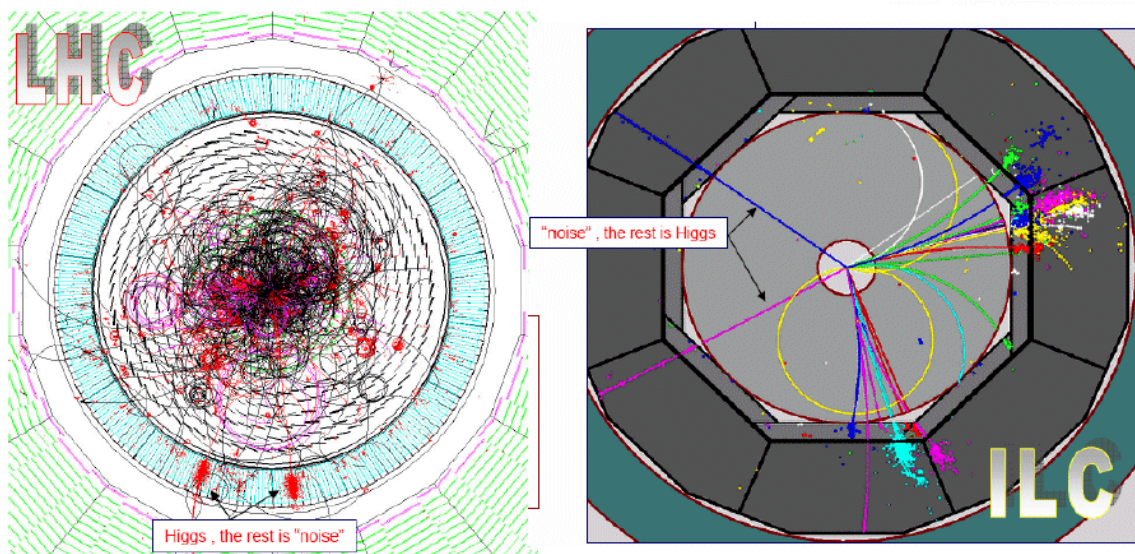 LHC
"noise" , the rest is Higgs
Higgs , the rest is "noise"
ILC